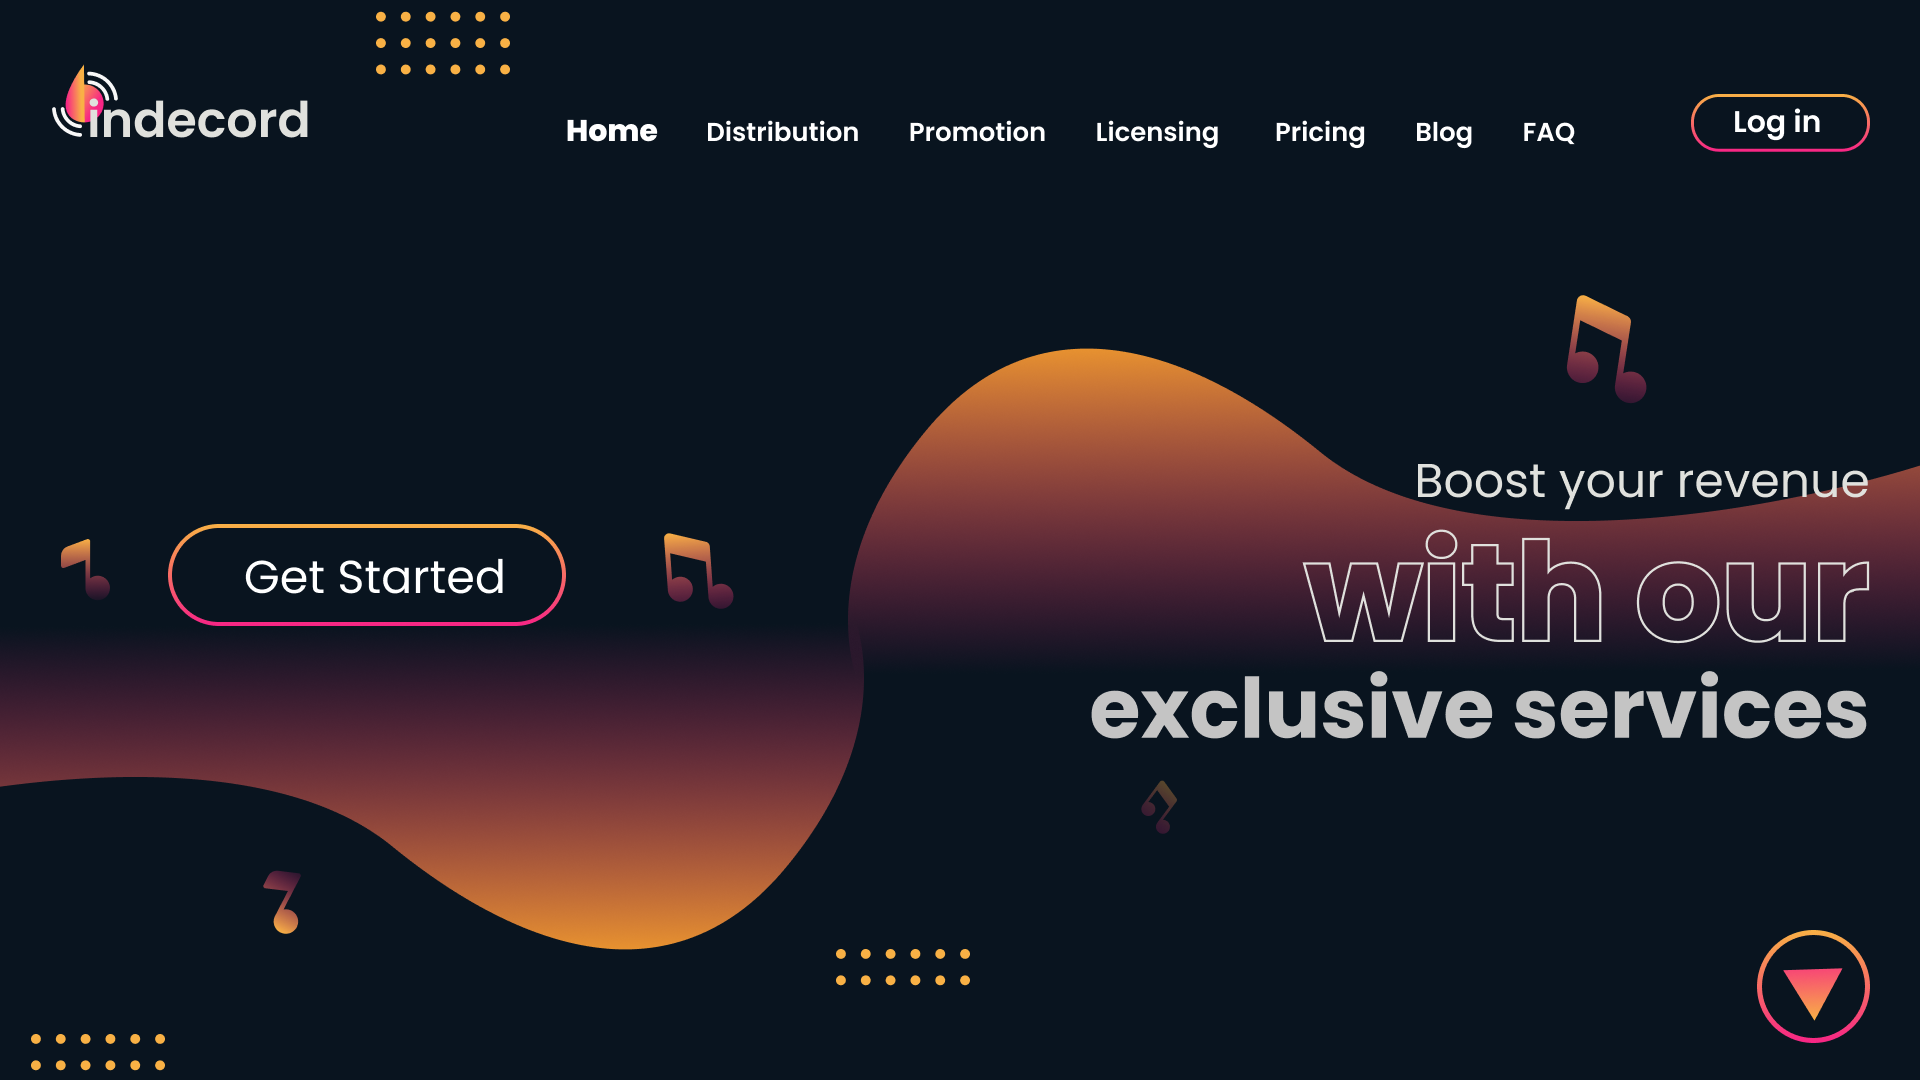 indecord
Home Distribution Promotion Licensing Pricing Blog FAQ
Log in
Boost your revenue
with our
exclusive services
Get Started